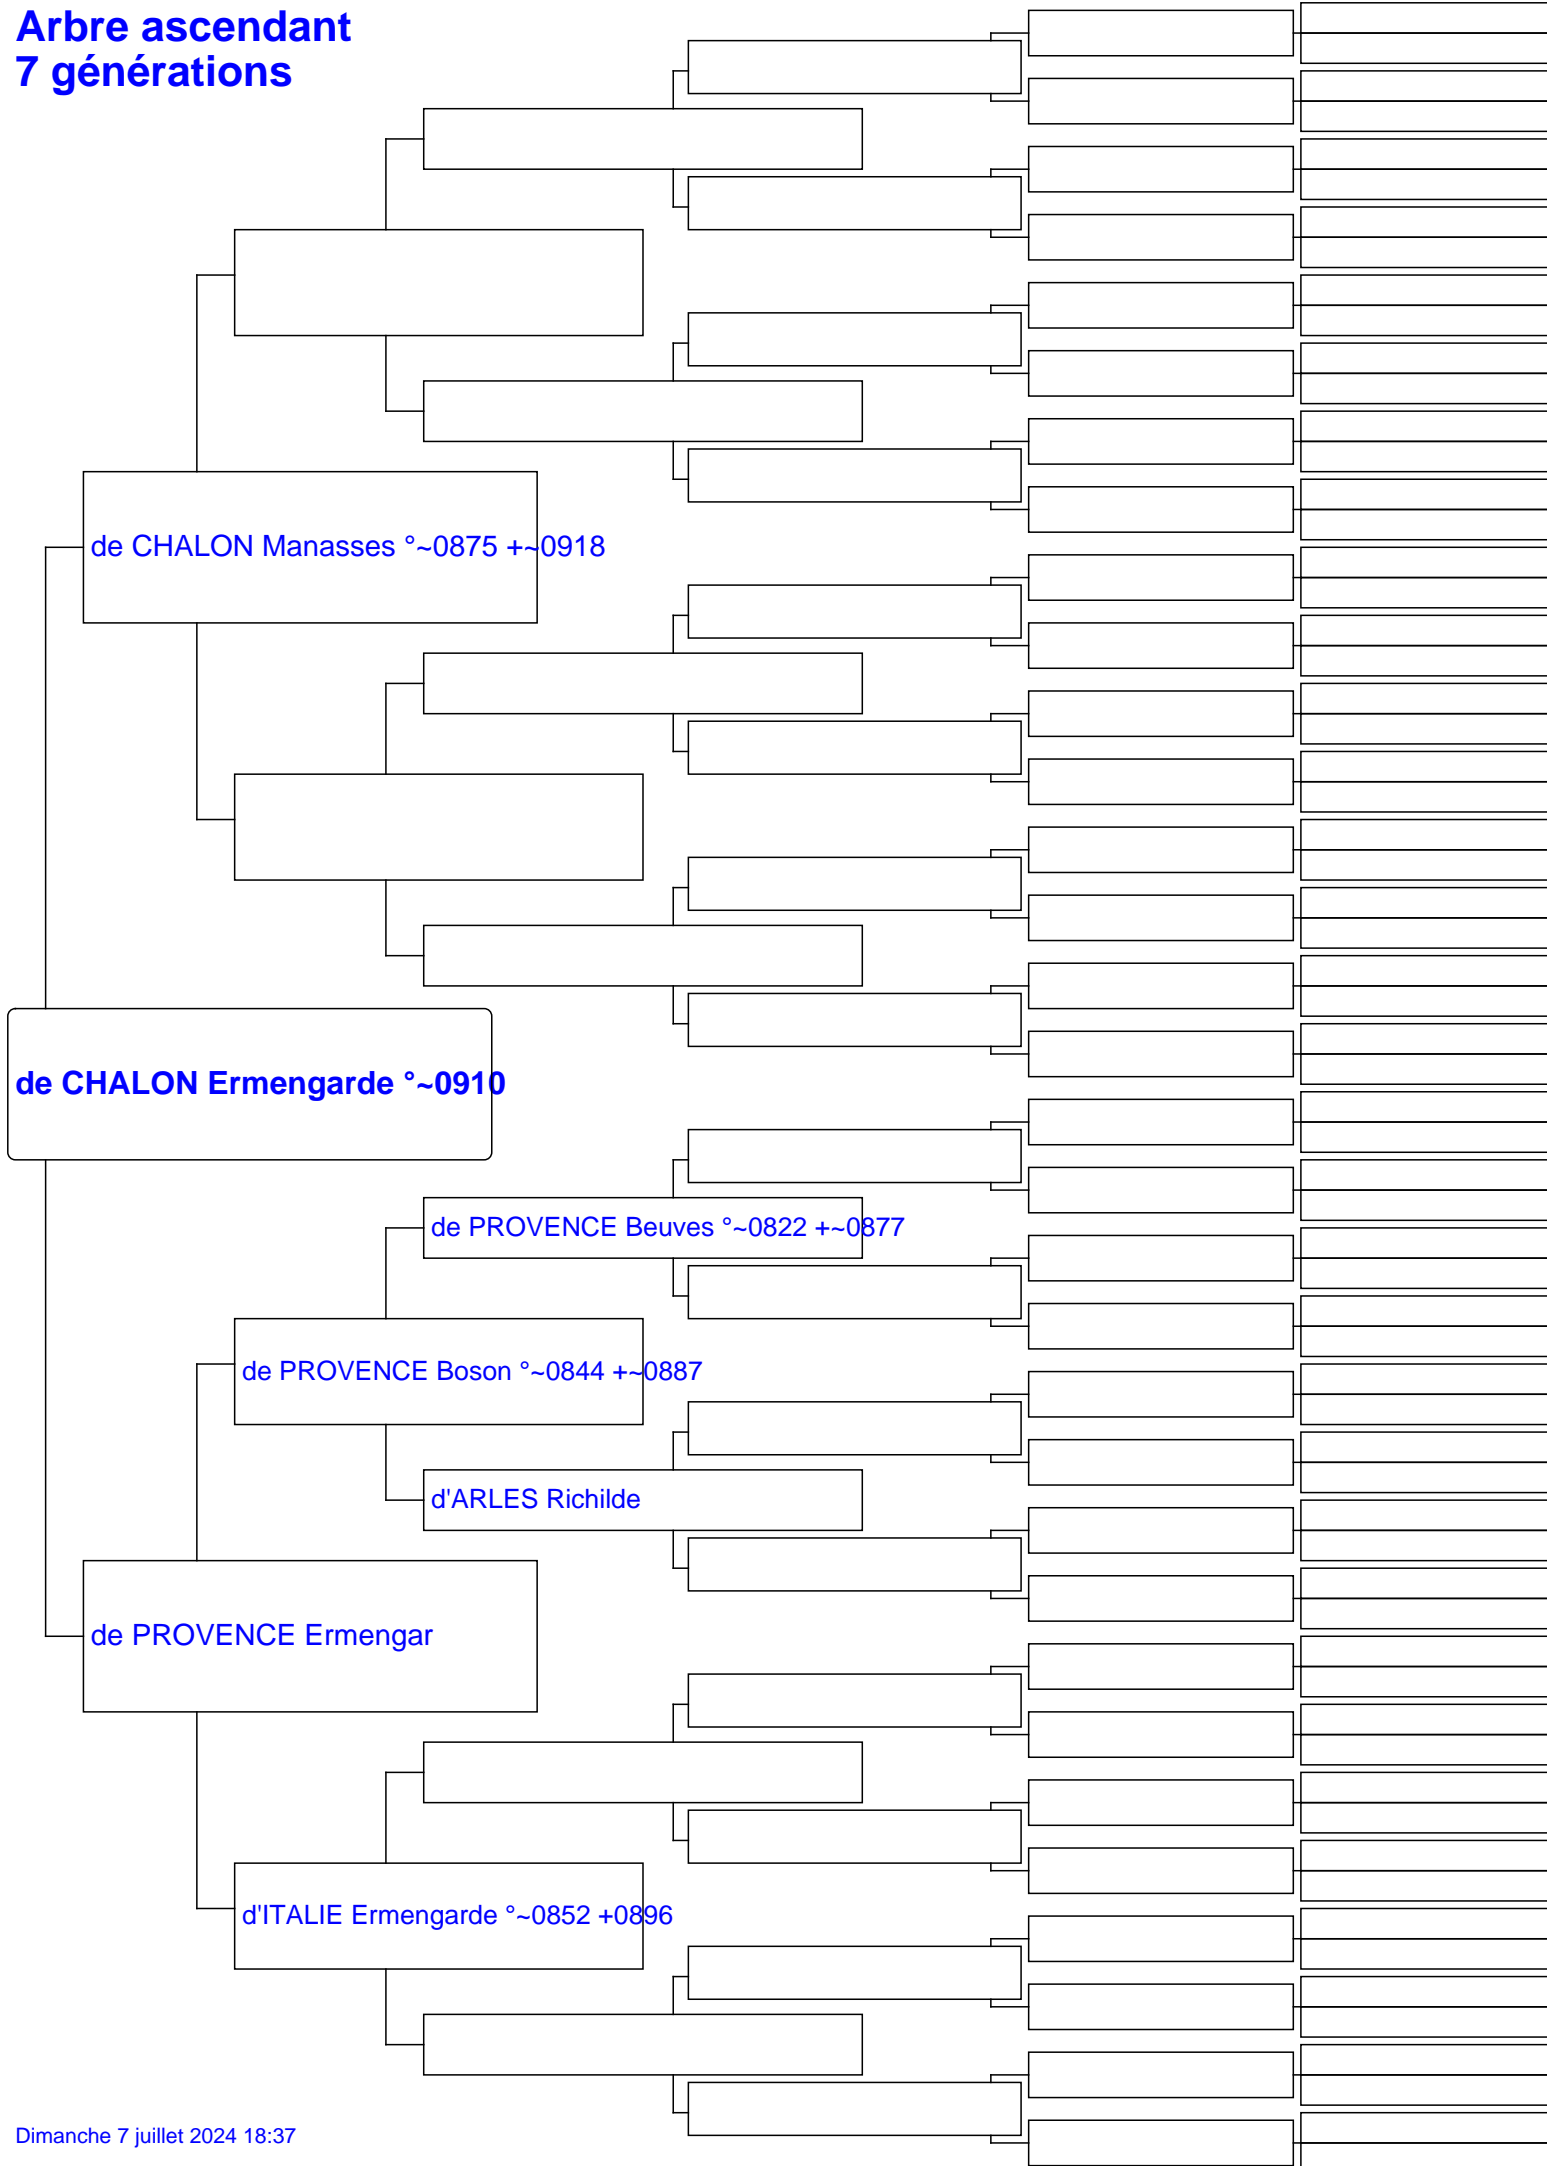 Arbre ascendant
7 générations
de CHALON Manasses °~0875 +~0918
de CHALON Ermengarde °~0910
de PROVENCE Beuves °~0822 +~0877
de PROVENCE Boson °~0844 +~0887
d'ARLES Richilde
de PROVENCE Ermengar
d'ITALIE Ermengarde °~0852 +0896
Dimanche 7 juillet 2024 18:37